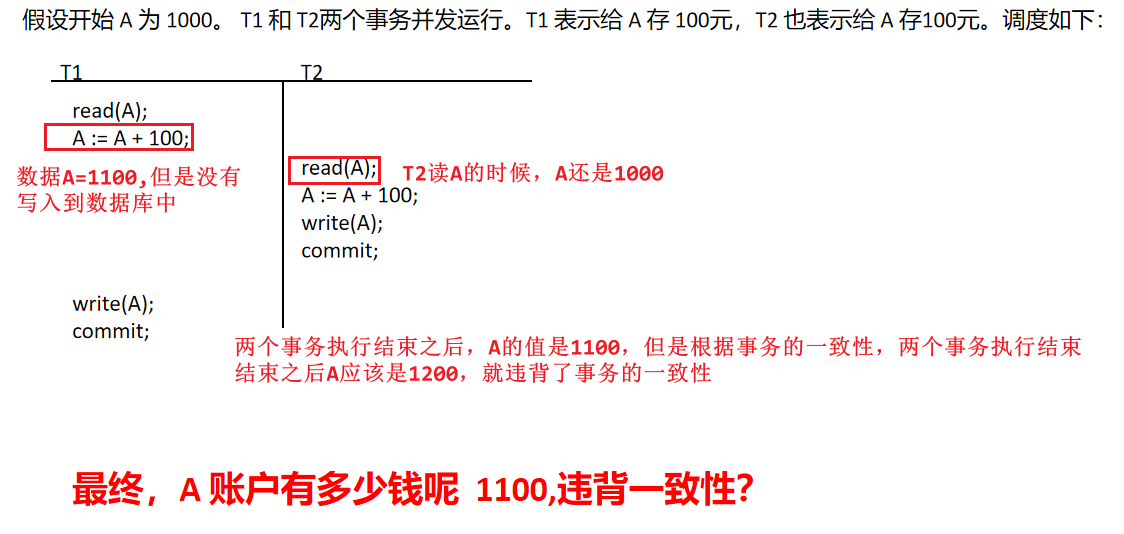 假设开始 A 为 1000。 T1 和 T2两个事务并发运行。T1 表示给 A 存 100元，T2 也表示给 A 存100元。调度如下：
T1 T2
read(A);
A := A + 100;
数据A=1100,但是没有
写入到数据库中
read(A); T2读A的时候，A还是1000
A := A + 100;
write(A);
commit;
write(A);
commit;
两个事务执行结束之后，A的值是1100，但是根据事务的一致性，两个事务执行结束
结束之后A应该是1200，就违背了事务的一致性
最终，A 账户有多少钱呢 1100,违背一致性?